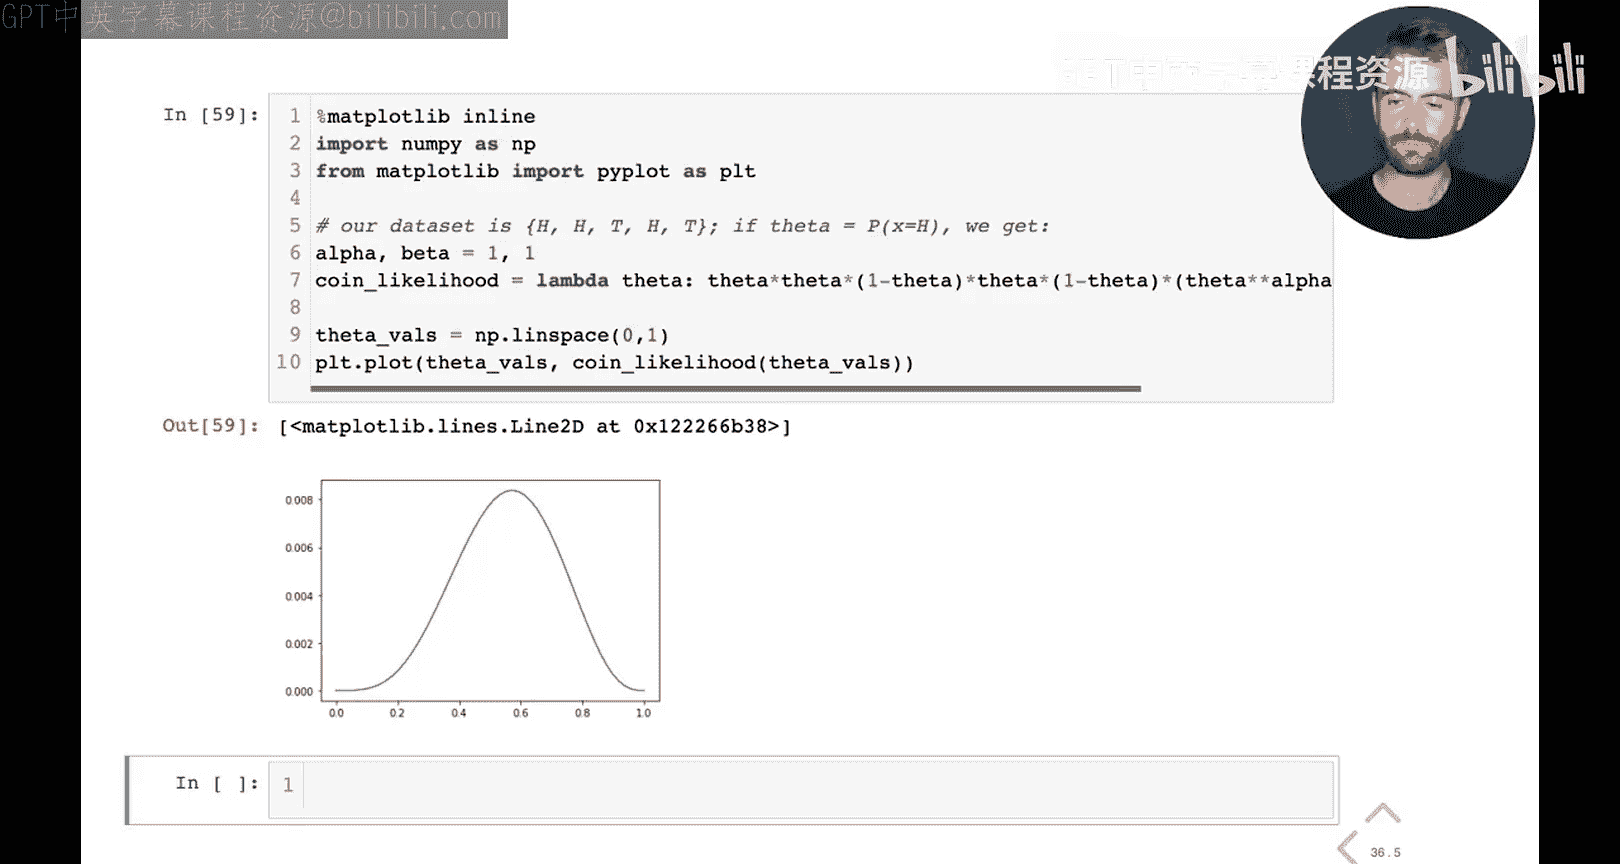 GPT中英字幕课程资源@bilibili.com
课程资源 bilibili
In [59]:
1 %matplotlib inline
2 import numpy as np
3 from matplotlib import pyplot as plt
4
5 # our dataset is {H, H, T, H, T}; if theta = P(x=H), we get:
6 alpha, beta = 1, 1
7 coin_likelihood = lambda theta: theta*theta*(1-theta)*theta*(1-theta)*(theta**alpha
8
9 theta_vals = np.linspace(0,1)
10 plt.plot(theta_vals, coin_likelihood(theta_vals))
Out[59]: [<matplotlib.lines.Line2D at 0x122266b38>]
0.008
0.006
0.004
0.002
0.000
0.0 0.2 0.4 0.6 0.8 1.0
In [ ]: 1
36.5